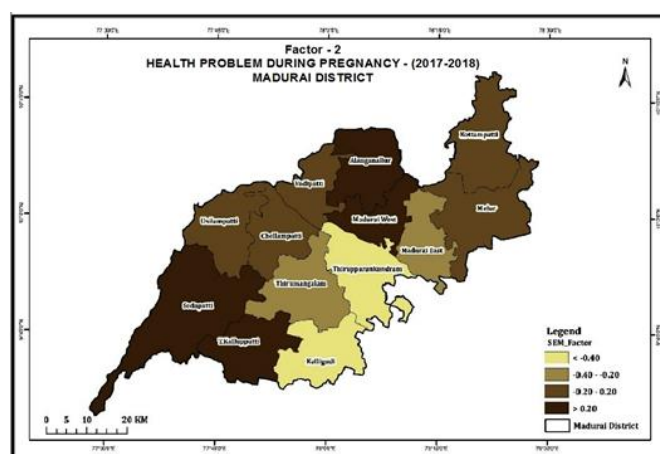 Factor - 2
HEALTH PROBLEM DURING PREGNANCY - (2017-2018)
MADURAI DISTRICT
N
Kottampatti
Alanganallur
Vadipatti
Melur
Madurai West
Usilampatti
Chellampatti
Madurai East
Thirupparankundram
Thirumangalam
Sedapatti
T.Kallupatti
Kalligudi
Legend
SEM_Factor
< -0.40
-0.40 - -0.20
-0.20 - 0.20
> 0.20
Madurai District
0 5 10 20 KM